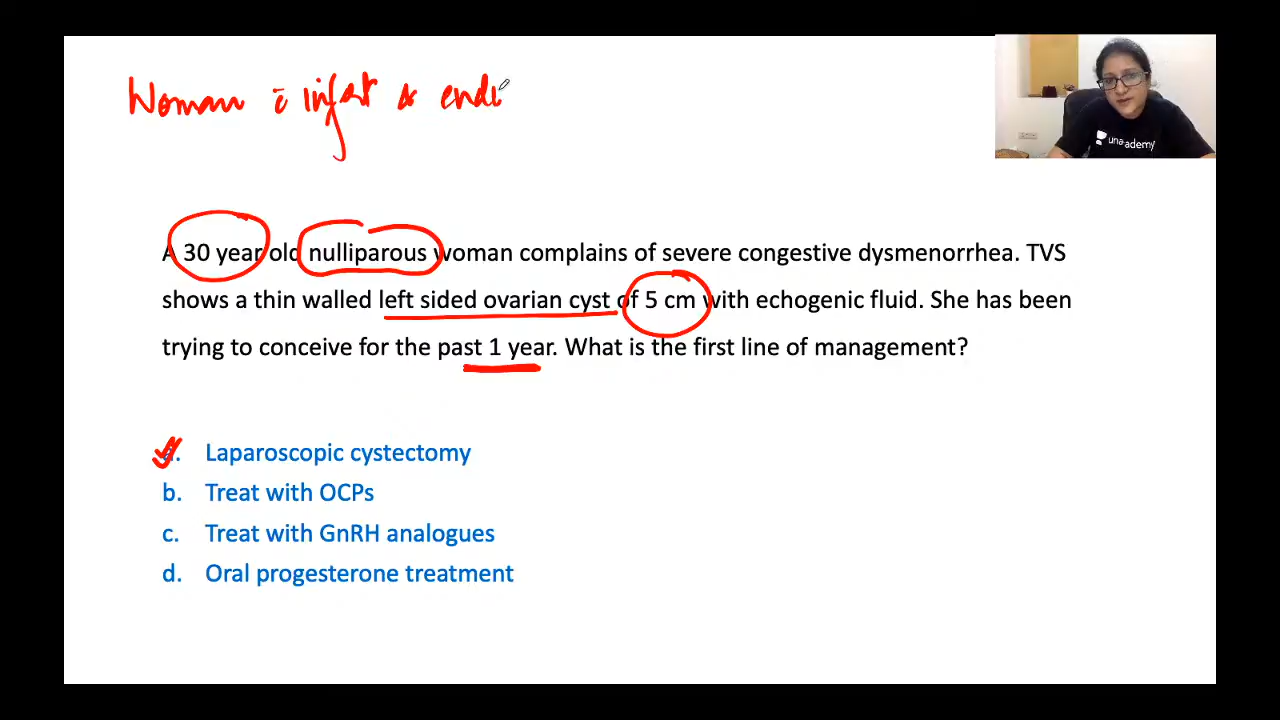 Woman c̄ infert & endo
unacademy
A 30 year old nulliparous woman complains of severe congestive dysmenorrhea. TVS
shows a thin walled left sided ovarian cyst of 5 cm with echogenic fluid. She has been
trying to conceive for the past 1 year. What is the first line of management?
a. Laparoscopic cystectomy
b. Treat with OCPs
c. Treat with GnRH analogues
d. Oral progesterone treatment